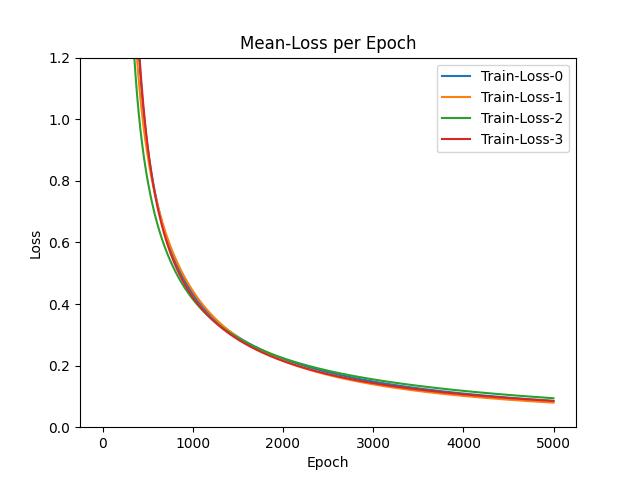 Mean-Loss per Epoch
1.2
1.0
0.8
0.6
0.4
0.2
0.0
Loss
Train-Loss-0
Train-Loss-1
Train-Loss-2
Train-Loss-3
0 1000 2000 3000 4000 5000
Epoch